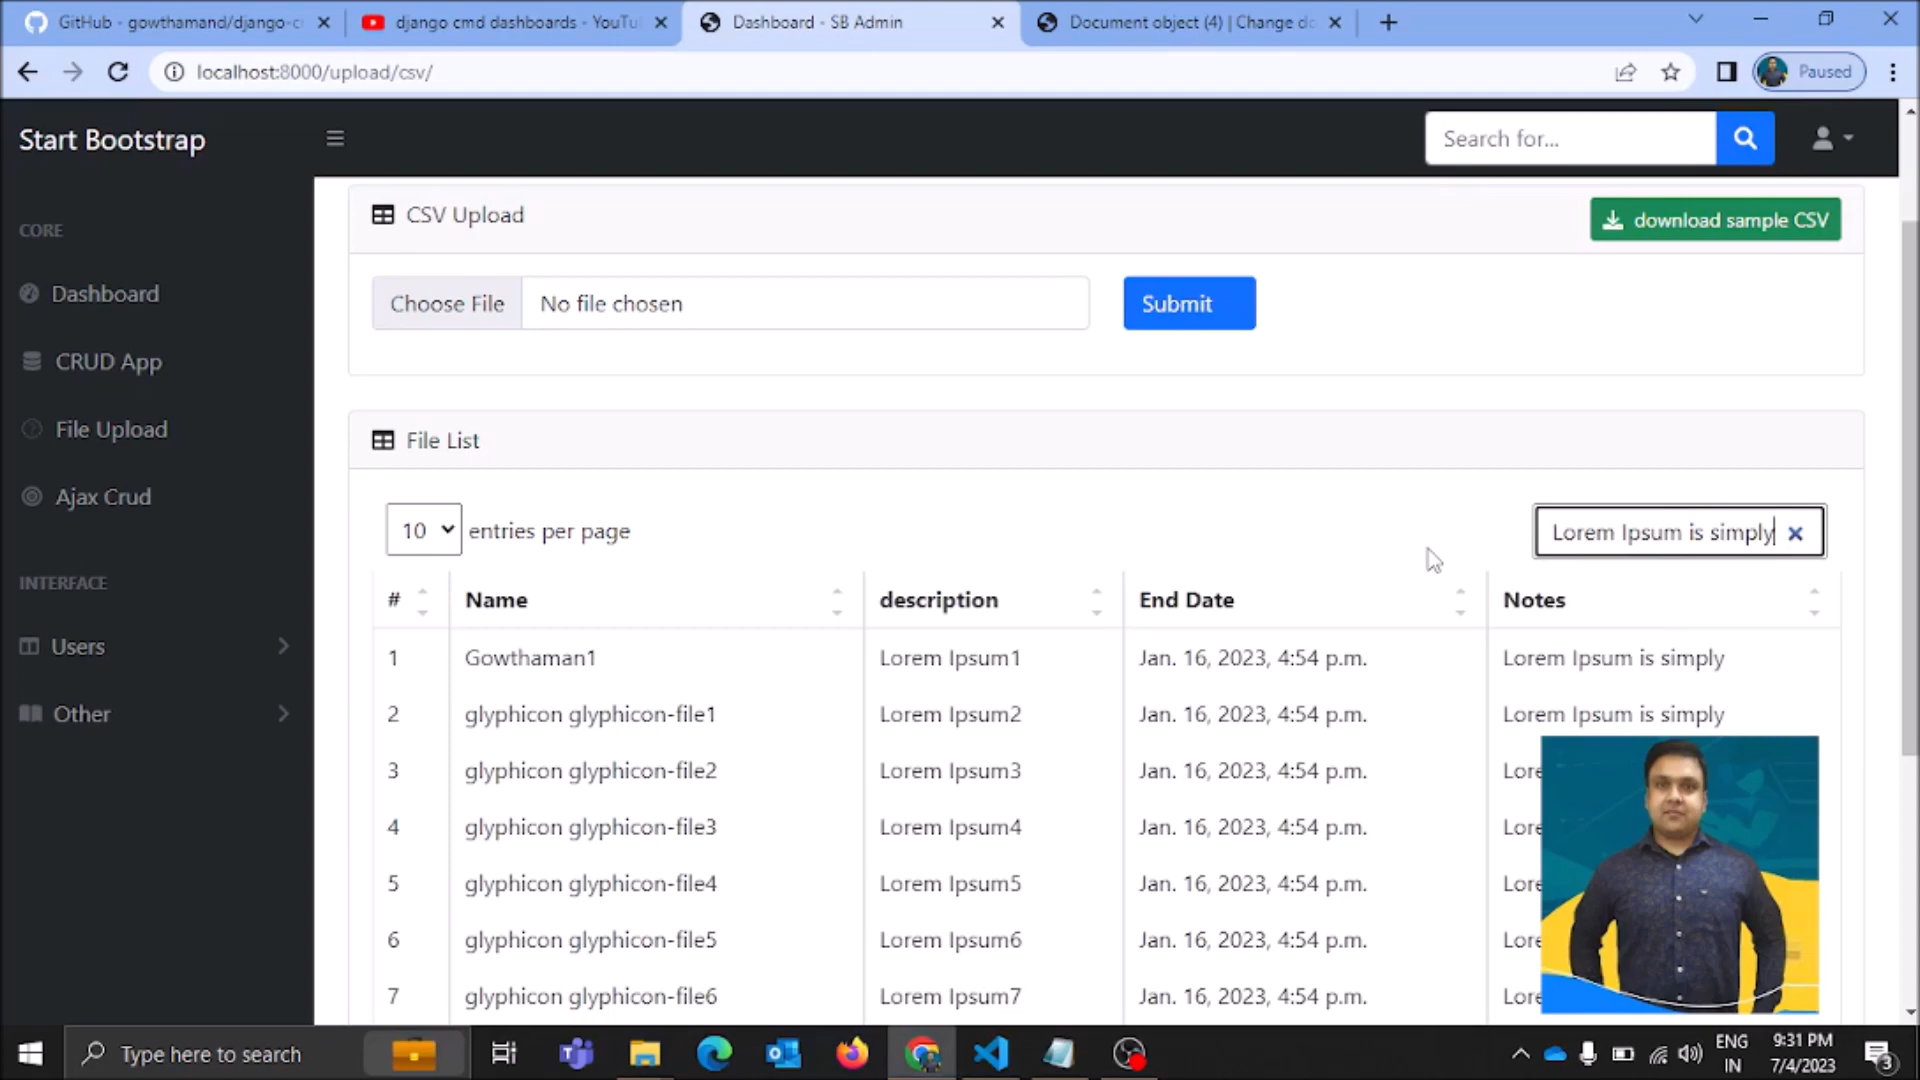 GitHub - gowthamand/django-c
django cmd dashboards - YouTu
Dashboard - SB Admin
Document object (4) | Change do
localhost:8000/upload/csv/
Paused
Start Bootstrap
Search for...
CORE
Dashboard
CRUD App
File Upload
Ajax Crud
INTERFACE
Users
Other
CSV Upload
download sample CSV
Choose File No file chosen
Submit
File List
10 entries per page
Lorem Ipsum is simply
# Name description End Date Notes
1 Gowthaman1 Lorem Ipsum1 Jan. 16, 2023, 4:54 p.m. Lorem Ipsum is simply
2 glyphicon glyphicon-file1 Lorem Ipsum2 Jan. 16, 2023, 4:54 p.m. Lorem Ipsum is simply
3 glyphicon glyphicon-file2 Lorem Ipsum3 Jan. 16, 2023, 4:54 p.m. Lore
4 glyphicon glyphicon-file3 Lorem Ipsum4 Jan. 16, 2023, 4:54 p.m. Lore
5 glyphicon glyphicon-file4 Lorem Ipsum5 Jan. 16, 2023, 4:54 p.m. Lore
6 glyphicon glyphicon-file5 Lorem Ipsum6 Jan. 16, 2023, 4:54 p.m. Lore
7 glyphicon glyphicon-file6 Lorem Ipsum7 Jan. 16, 2023, 4:54 p.m. Lore
Type here to search
ENG
IN
9:31 PM
7/4/2023
3